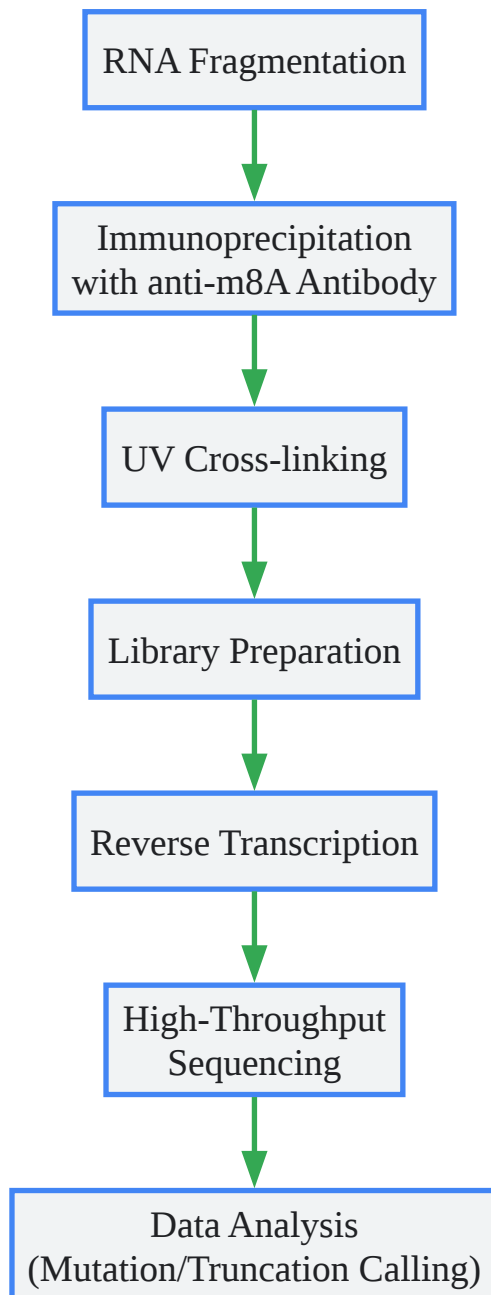 RNA Fragmentation
Immunoprecipitation
with anti-m8A Antibody
UV Cross-linking
Library Preparation
Reverse Transcription
High-Throughput
Sequencing
Data Analysis
(Mutation/Truncation Calling)